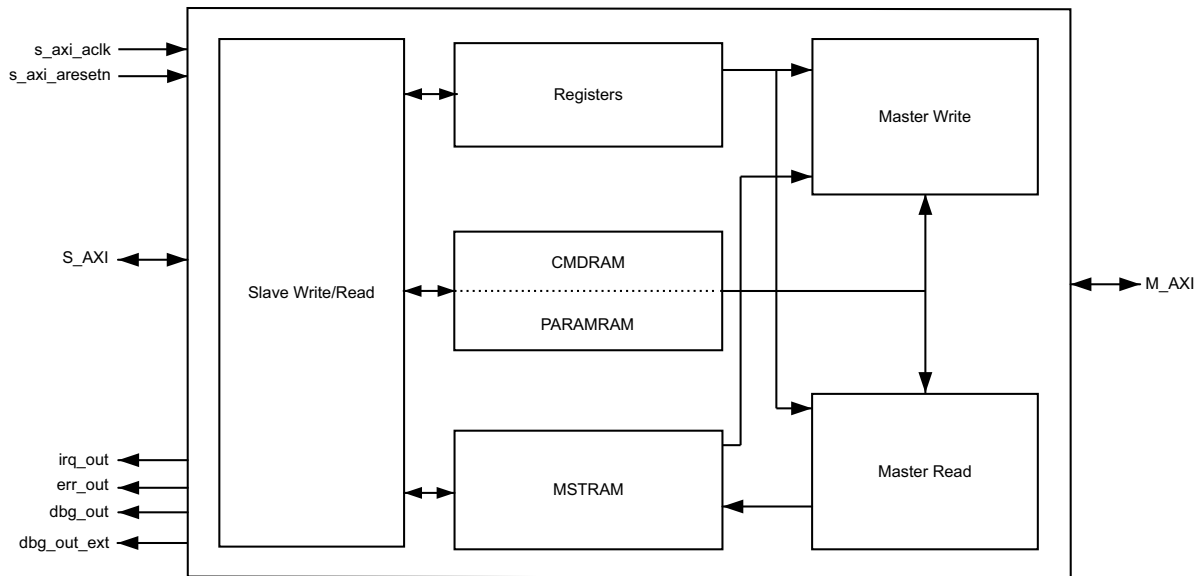 s_axi_aclk
s_axi_aresetn
Registers
Master Write
S_AXI
CMDRAM
Slave Write/Read
M_AXI
PARAMRAM
irq_out
err_out
dbg_out
dbg_out_ext
MSTRAM
Master Read